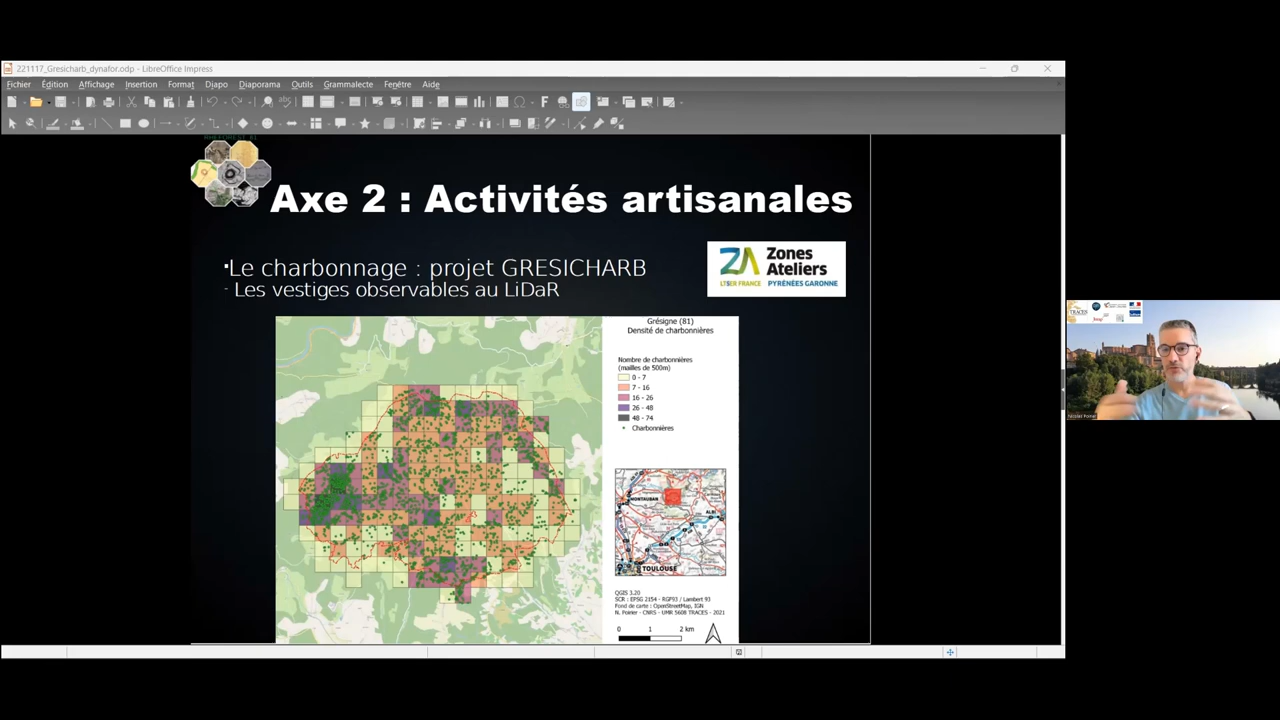 221117_Gresicharb_dynafor.odp - LibreOffice Impress
Fichier Édition Affichage Insertion Format Diapo Diaporama Outils Grammalecte Fenêtre Aide
Axe 2 : Activités artisanales
Le charbonnage : projet GRESICHARB
- Les vestiges observables au LiDaR
ZA Zones
Ateliers
LTSER FRANCE PYRÉNÉES GARONNE
Grésigne (81)
Densité de charbonnières
Nombre de charbonnières
(mailles de 500m)
0 - 7
7 - 16
16 - 26
26 - 48
48 - 74
Charbonnières
MONTAUBAN
ALBI
TOULOUSE
QGIS 3.20
SCR : EPSG 2154 - RGF93 / Lambert 93
Fond de carte : OpenStreetMap, IGN
N. Poirier - CNRS - UMR 5608 TRACES - 2021
0 1 2 km
TRACES
Nicolas Poirier